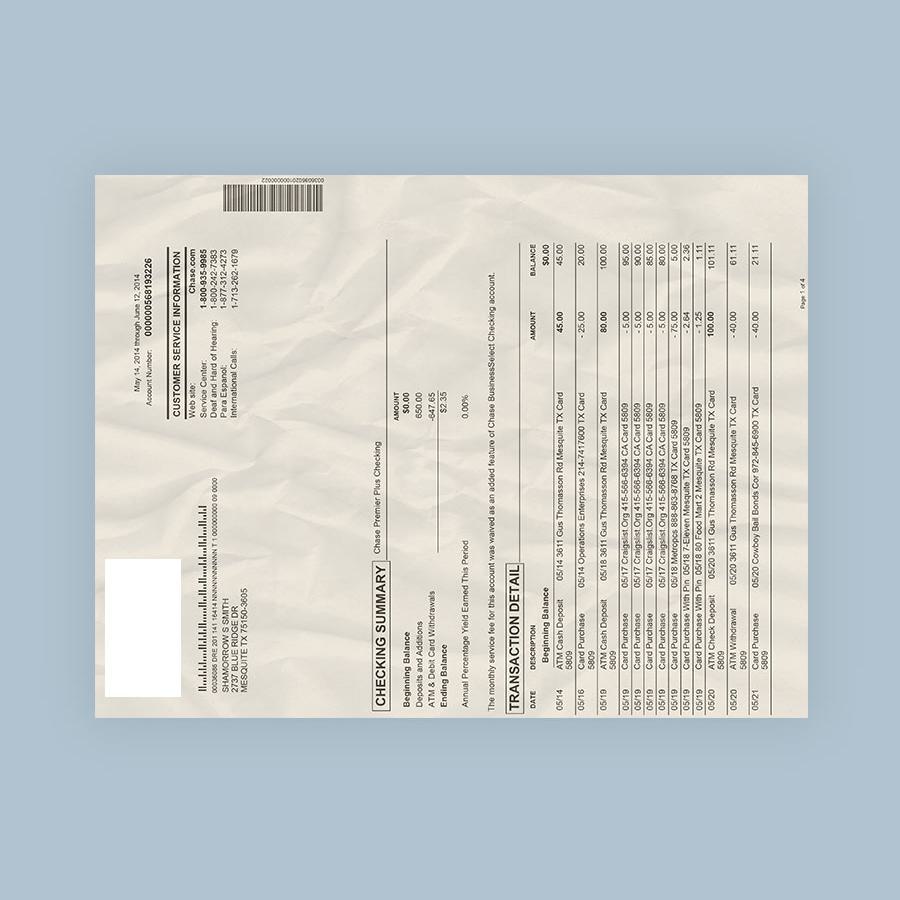 00360860201000000022
May 14, 2014 through June 12, 2014
Account Number: 000000568193226
CUSTOMER SERVICE INFORMATION
Web site: Chase.com
Service Center: 1-800-935-9985
Deaf and Hard of Hearing: 1-800-242-7383
Para Espanol: 1-877-312-4273
International Calls: 1-713-262-1679
00036086 DRE 201 141 16414 NNNNNNNNNNN T 1 000000000 09 0000
SHAMORROW S SMITH
2737 BLUE RIDGE DR
MESQUITE TX 75150-3605
CHECKING SUMMARY Chase Premier Plus Checking
AMOUNT
Beginning Balance $0.00
Deposits and Additions 650.00
ATM & Debit Card Withdrawals -647.65
Ending Balance $2.35
Annual Percentage Yield Earned This Period 0.00%
The monthly service fee for this account was waived as an added feature of Chase BusinessSelect Checking account.
TRANSACTION DETAIL
DATE DESCRIPTION AMOUNT BALANCE
Beginning Balance $0.00
05/14 ATM Cash Deposit 05/14 3611 Gus Thomasson Rd Mesquite TX Card 45.00 45.00
5809
05/16 Card Purchase 05/14 Operations Enterprises 214-7417600 TX Card - 25.00 20.00
5809
05/19 ATM Cash Deposit 05/18 3611 Gus Thomasson Rd Mesquite TX Card 80.00 100.00
5809
05/19 Card Purchase 05/17 Craigslist.Org 415-566-6394 CA Card 5809 - 5.00 95.00
05/19 Card Purchase 05/17 Craigslist.Org 415-566-6394 CA Card 5809 - 5.00 90.00
05/19 Card Purchase 05/17 Craigslist.Org 415-566-6394 CA Card 5809 - 5.00 85.00
05/19 Card Purchase 05/17 Craigslist.Org 415-566-6394 CA Card 5809 - 5.00 80.00
05/19 Card Purchase 05/18 Metropcs 888-863-8768 TX Card 5809 - 75.00 5.00
05/19 Card Purchase With Pin 05/18 7-Eleven Mesquite TX Card 5809 - 2.64 2.36
05/19 Card Purchase With Pin 05/18 80 Food Mart 2 Mesquite TX Card 5809 - 1.25 1.11
05/20 ATM Check Deposit 05/20 3611 Gus Thomasson Rd Mesquite TX Card 100.00 101.11
5809
05/20 ATM Withdrawal 05/20 3611 Gus Thomasson Rd Mesquite TX Card - 40.00 61.11
5809
05/21 Card Purchase 05/20 Cowboy Bail Bonds Cor 972-845-6900 TX Card - 40.00 21.11
5809
Page 1 of 4